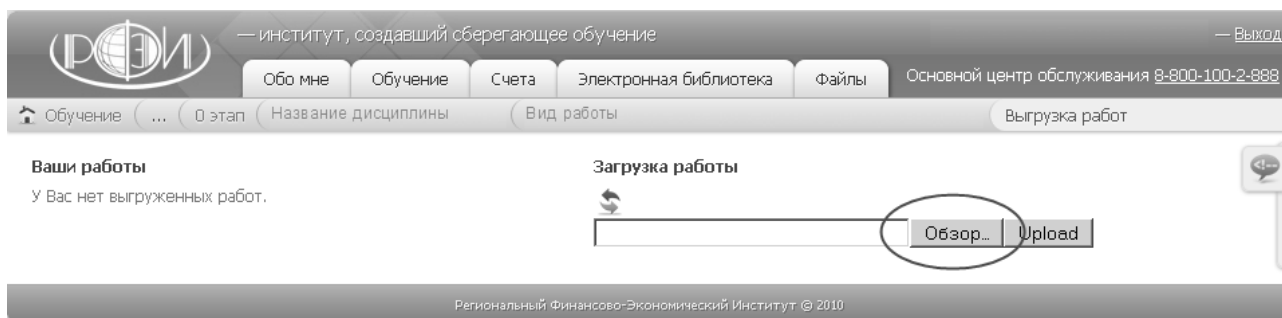 РФЭИ — институт, создавший сберегающее обучение — Выход
Обо мне Обучение Счета Электронная библиотека Файлы Основной центр обслуживания 8-800-100-2-888
Обучение ... 0 этап Название дисциплины Вид работы Выгрузка работ
Ваши работы Загрузка работы
У Вас нет выгруженных работ.
Обзор... Upload
Региональный Финансово-Экономический Институт © 2010